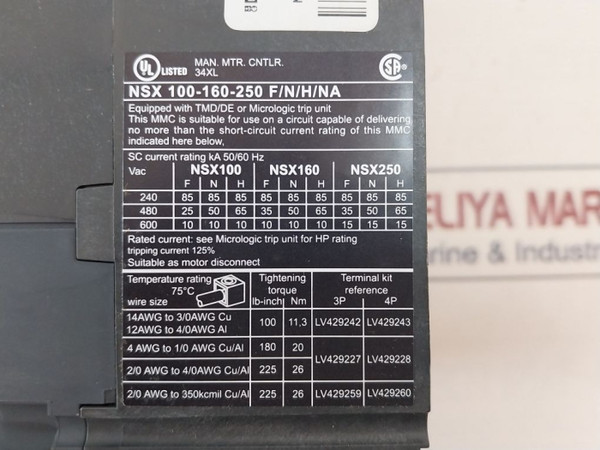 UL LISTED MAN. MTR. CNTLR.
34XL
SA
NSX 100-160-250 F/N/H/NA
Equipped with TMD/DE or Micrologic trip unit
This MMC is suitable for use on a circuit capable of delivering
no more than the short-circuit current rating of this MMC
indicated here below,
SC current rating kA 50/60 Hz
Vac NSX100 NSX160 NSX250
F N H F N H F N H
240 85 85 85 85 85 85 85 85 85
480 25 50 65 35 50 65 35 50 65
600 10 10 10 10 10 10 15 15 15
Rated current: see Micrologic trip unit for HP rating
tripping current 125%
Suitable as motor disconnect
Temperature rating Tightening Terminal kit
75°C torque reference
wire size lb-inch Nm 3P 4P
14AWG to 3/0AWG Cu
12AWG to 4/0AWG Al 100 11,3 LV429242 LV429243
4 AWG to 1/0 AWG Cu/Al 180 20
LV429227 LV429228
2/0 AWG to 4/0AWG Cu/Al 225 26
2/0 AWG to 350kcmil Cu/Al 225 26 LV429259 LV429260
ELIYA MAR
rine & Indust